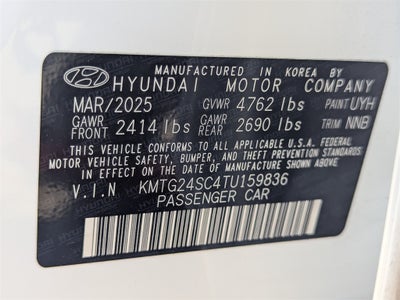 MANUFACTURED IN KOREA BY
HYUNDAI MOTOR COMPANY
MAR/2025 GVWR 4762 lbs PAINT UYH
GAWR FRONT 2414 lbs GAWR SEC 2690 lbs TRIM NNB
THIS VEHICLE CONFORMS TO ALL APPLICABLE U.S.A. FEDERAL
MOTOR VEHICLE SAFETY, BUMPER, AND THEFT PREVENTION STANDARDS
IN EFFECT ON THE DATE OF MANUFACTURE SHOWN ABOVE.
V.I.N KMTG24SC4TU159836
PASSENGER CAR